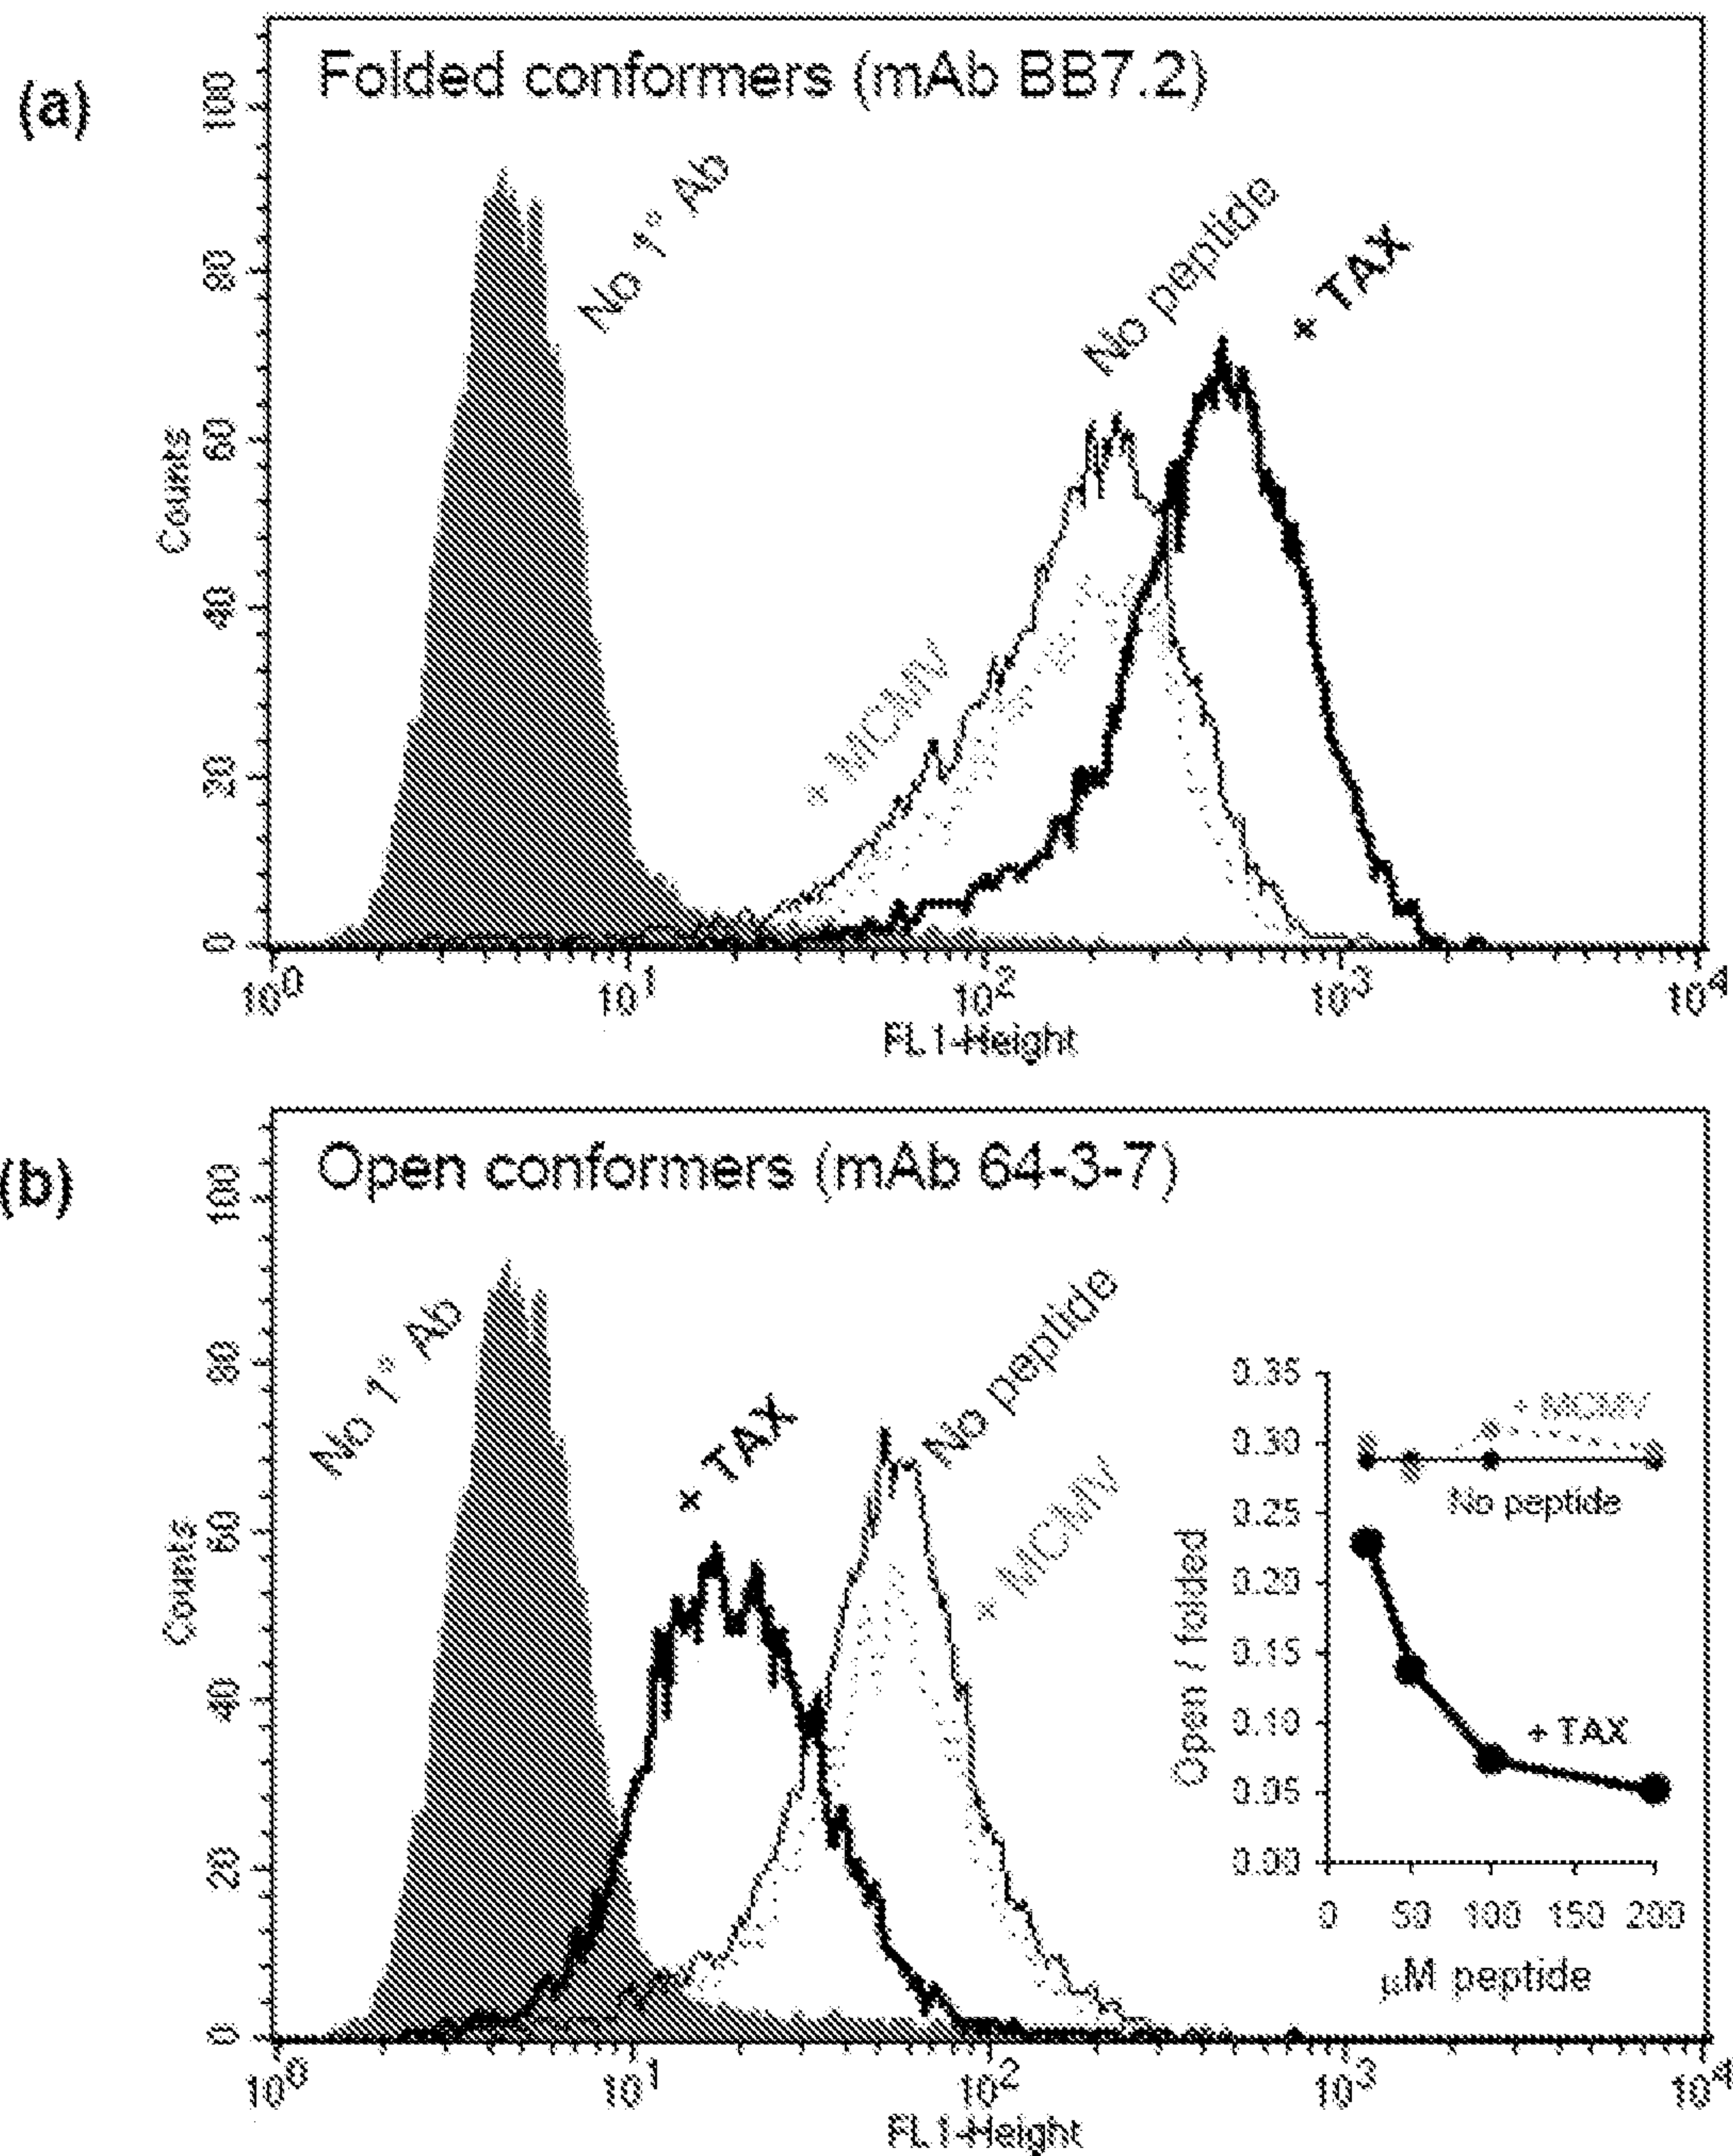 (a)
Folded conformers (mAb BB7.2)
No 1° Ab
No peptide
+ TAX
+ MCMV
Counts
100
80
60
40
20
0
10^0 10^1 10^2 10^3 10^4
FL1-Height
(b)
Open conformers (mAb 64-3-7)
No 1° Ab
+ TAX
No peptide
+ MCMV
Counts
100
80
60
40
20
0
10^0 10^1 10^2 10^3 10^4
FL1-Height
Open / folded
0.35
0.30
0.25
0.20
0.15
0.10
0.05
0.00
+ MCMV
No peptide
+ TAX
0 50 100 150 200
μM peptide